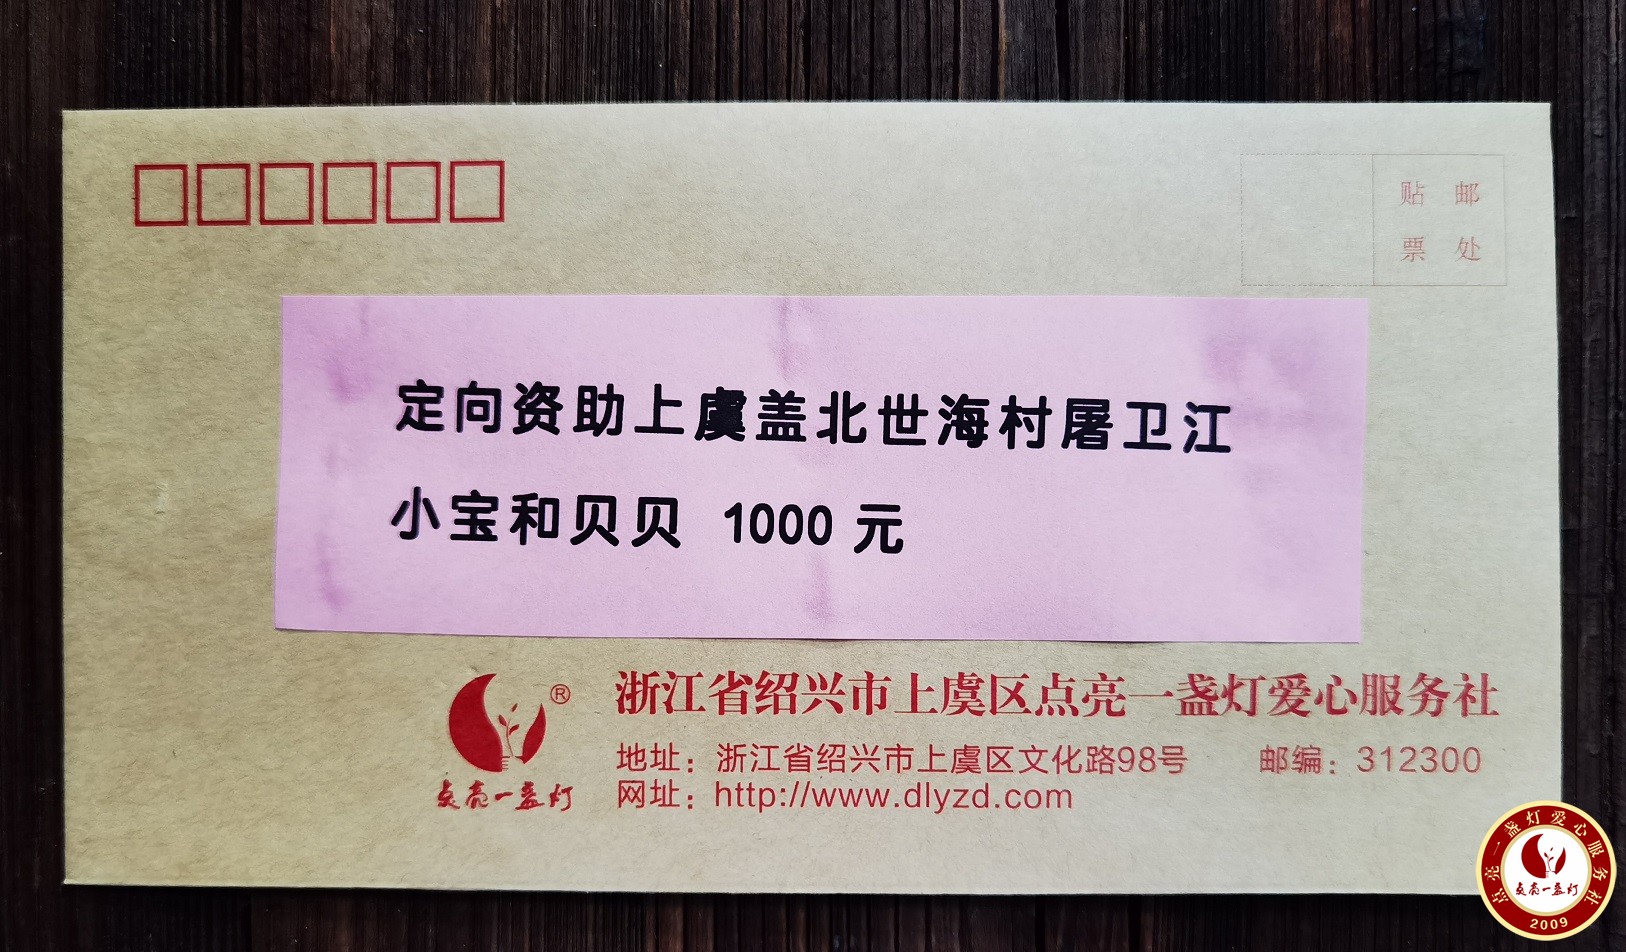 贴 邮
票 处
定向资助上虞盖北世海村屠卫江
小宝和贝贝 1000 元
®
浙江省绍兴市上虞区点亮一盏灯爱心服务社
地址：浙江省绍兴市上虞区文化路98号 邮编：312300
网址：http://www.dlyzd.com
点亮一盏灯
点亮一盏灯爱心服务社
点亮一盏灯
2009